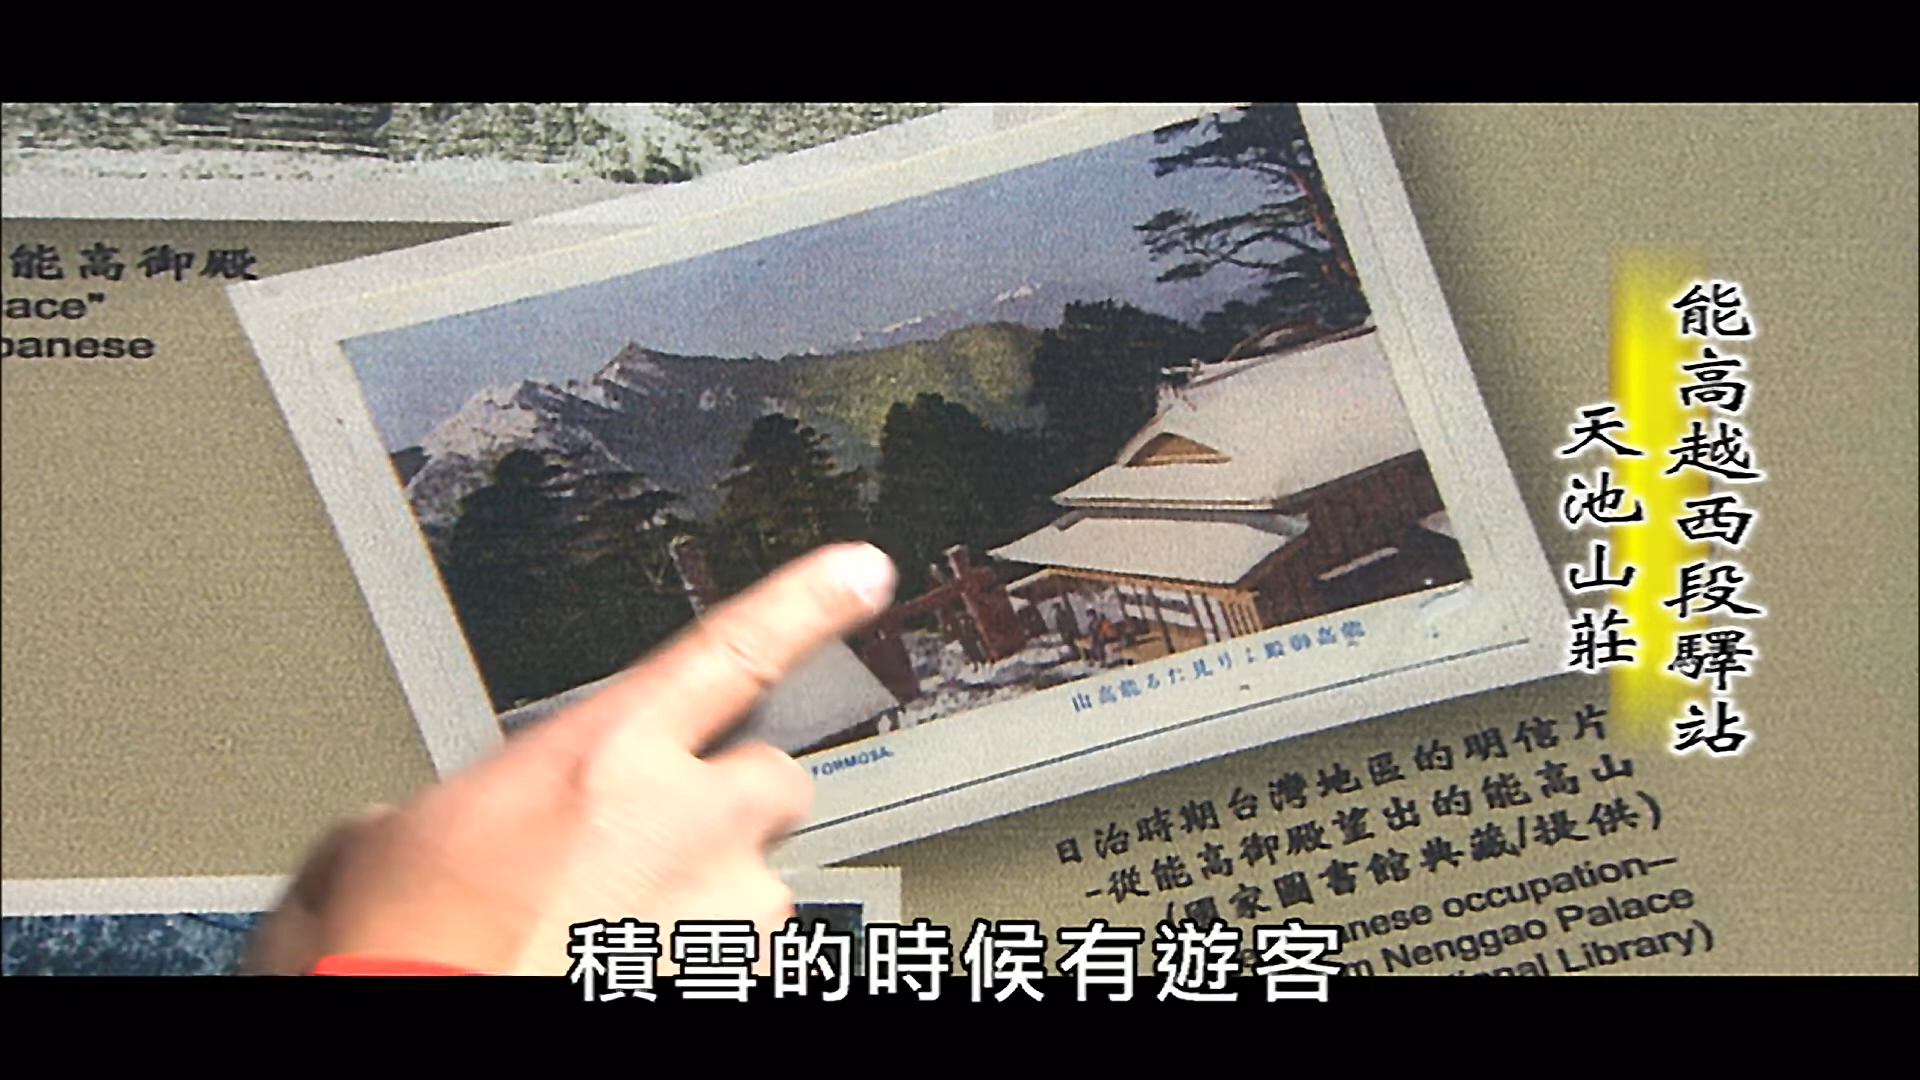 能高御殿
ace"
panese
能高越西段驛站
天池山莊
山高能るた見りよ殿御高能
FORMOSA.
日治時期台灣地區的明信片
-從能高御殿望出的能高山
(國家圖書館典藏/提供)
anese occupation—
m Nenggao Palace
onal Library)
積雪的時候有遊客